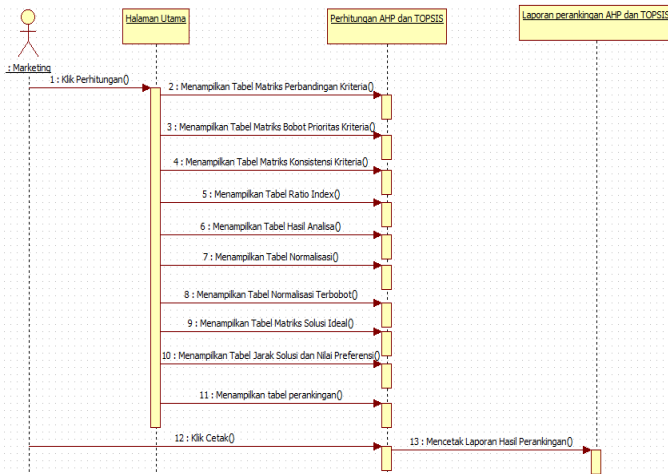 Halaman Utama
Perhitungan AHP dan TOPSIS
Laporan perankingan AHP dan TOPSIS
: Marketing
1 : Klik Perhitungan()
2 : Menampilkan Tabel Matriks Perbandingan Kriteria()
3 : Menampilkan Tabel Matriks Bobot Prioritas Kriteria()
4 : Menampilkan Tabel Matriks Konsistensi Kriteria()
5 : Menampilkan Tabel Ratio Index()
6 : Menampilkan Tabel Hasil Analisa()
7 : Menampilkan Tabel Normalisasi()
8 : Menampilkan Tabel Normalisasi Terbobot()
9 : Menampilkan Tabel Matriks Solusi Ideal()
10 : Menampilkan Tabel Jarak Solusi dan Nilai Preferensi()
11 : Menampilkan tabel perankingan()
12 : Klik Cetak()
13 : Mencetak Laporan Hasil Perankingan()